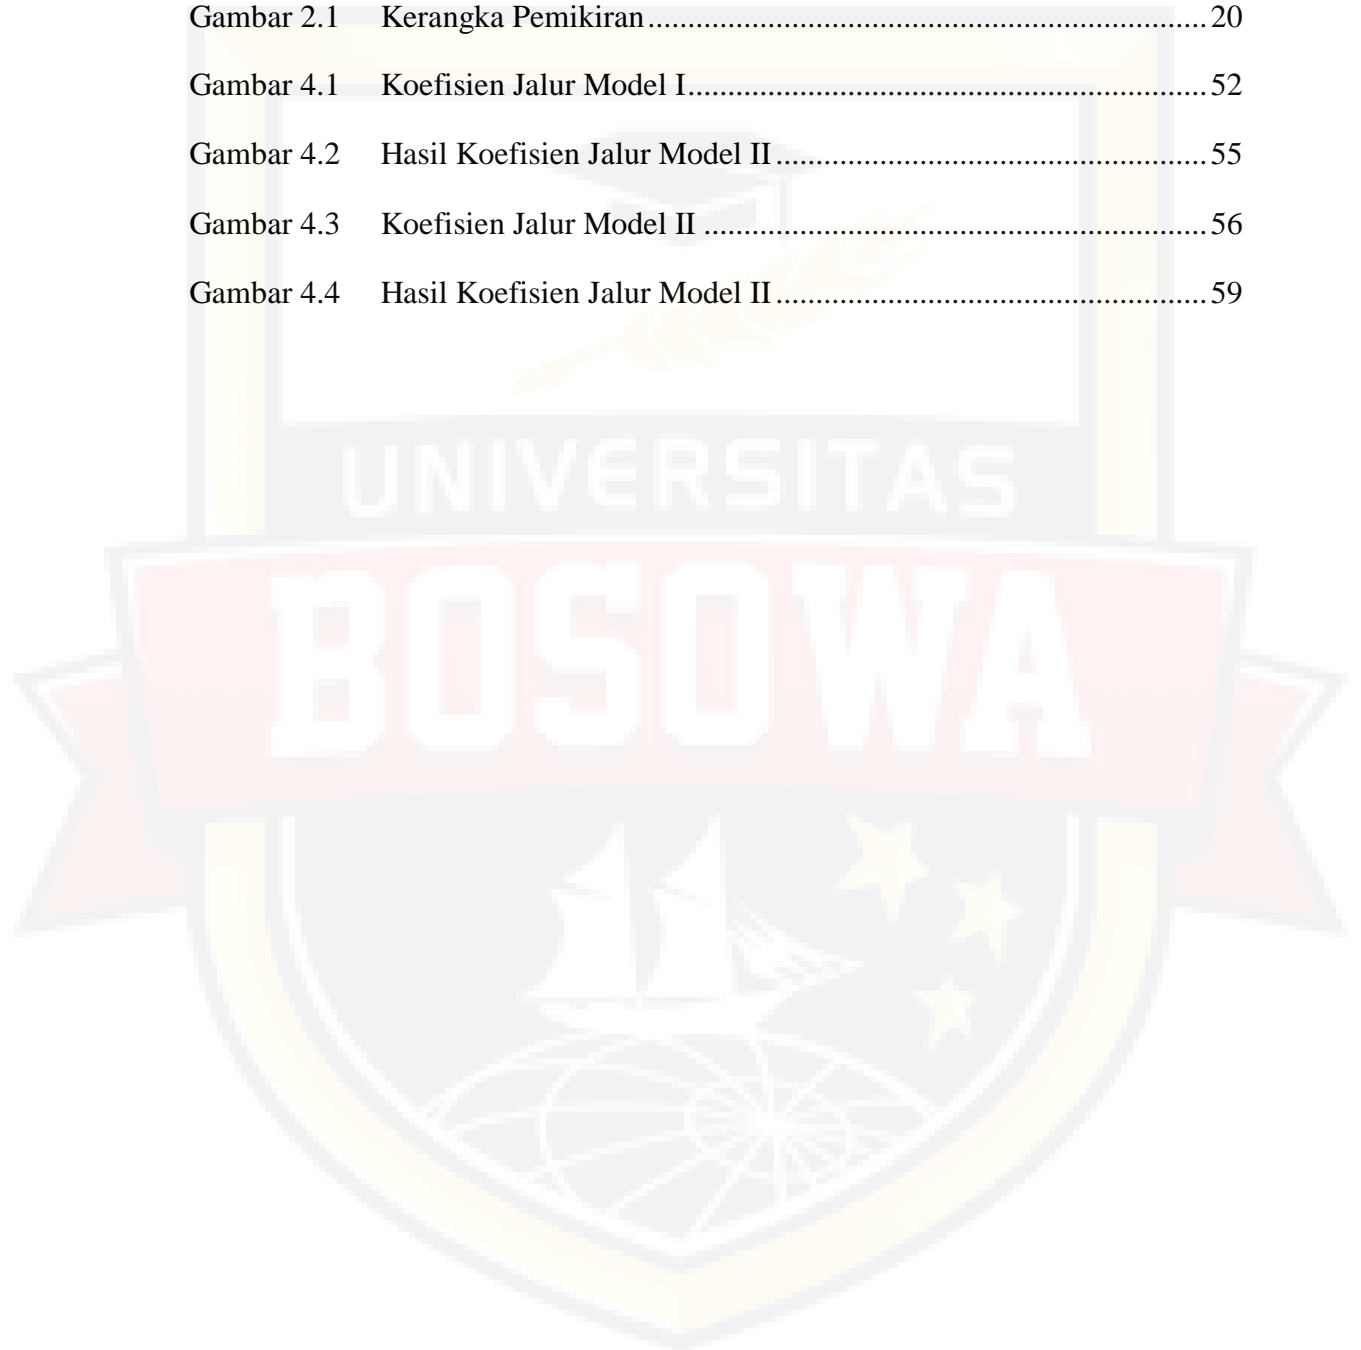 Gambar 2.1 Kerangka Pemikiran......................................................................20
Gambar 4.1 Koefisien Jalur Model I.................................................................52
Gambar 4.2 Hasil Koefisien Jalur Model II......................................................55
Gambar 4.3 Koefisien Jalur Model II ...............................................................56
Gambar 4.4 Hasil Koefisien Jalur Model II......................................................59
UNIVERSITAS
BOSOWA